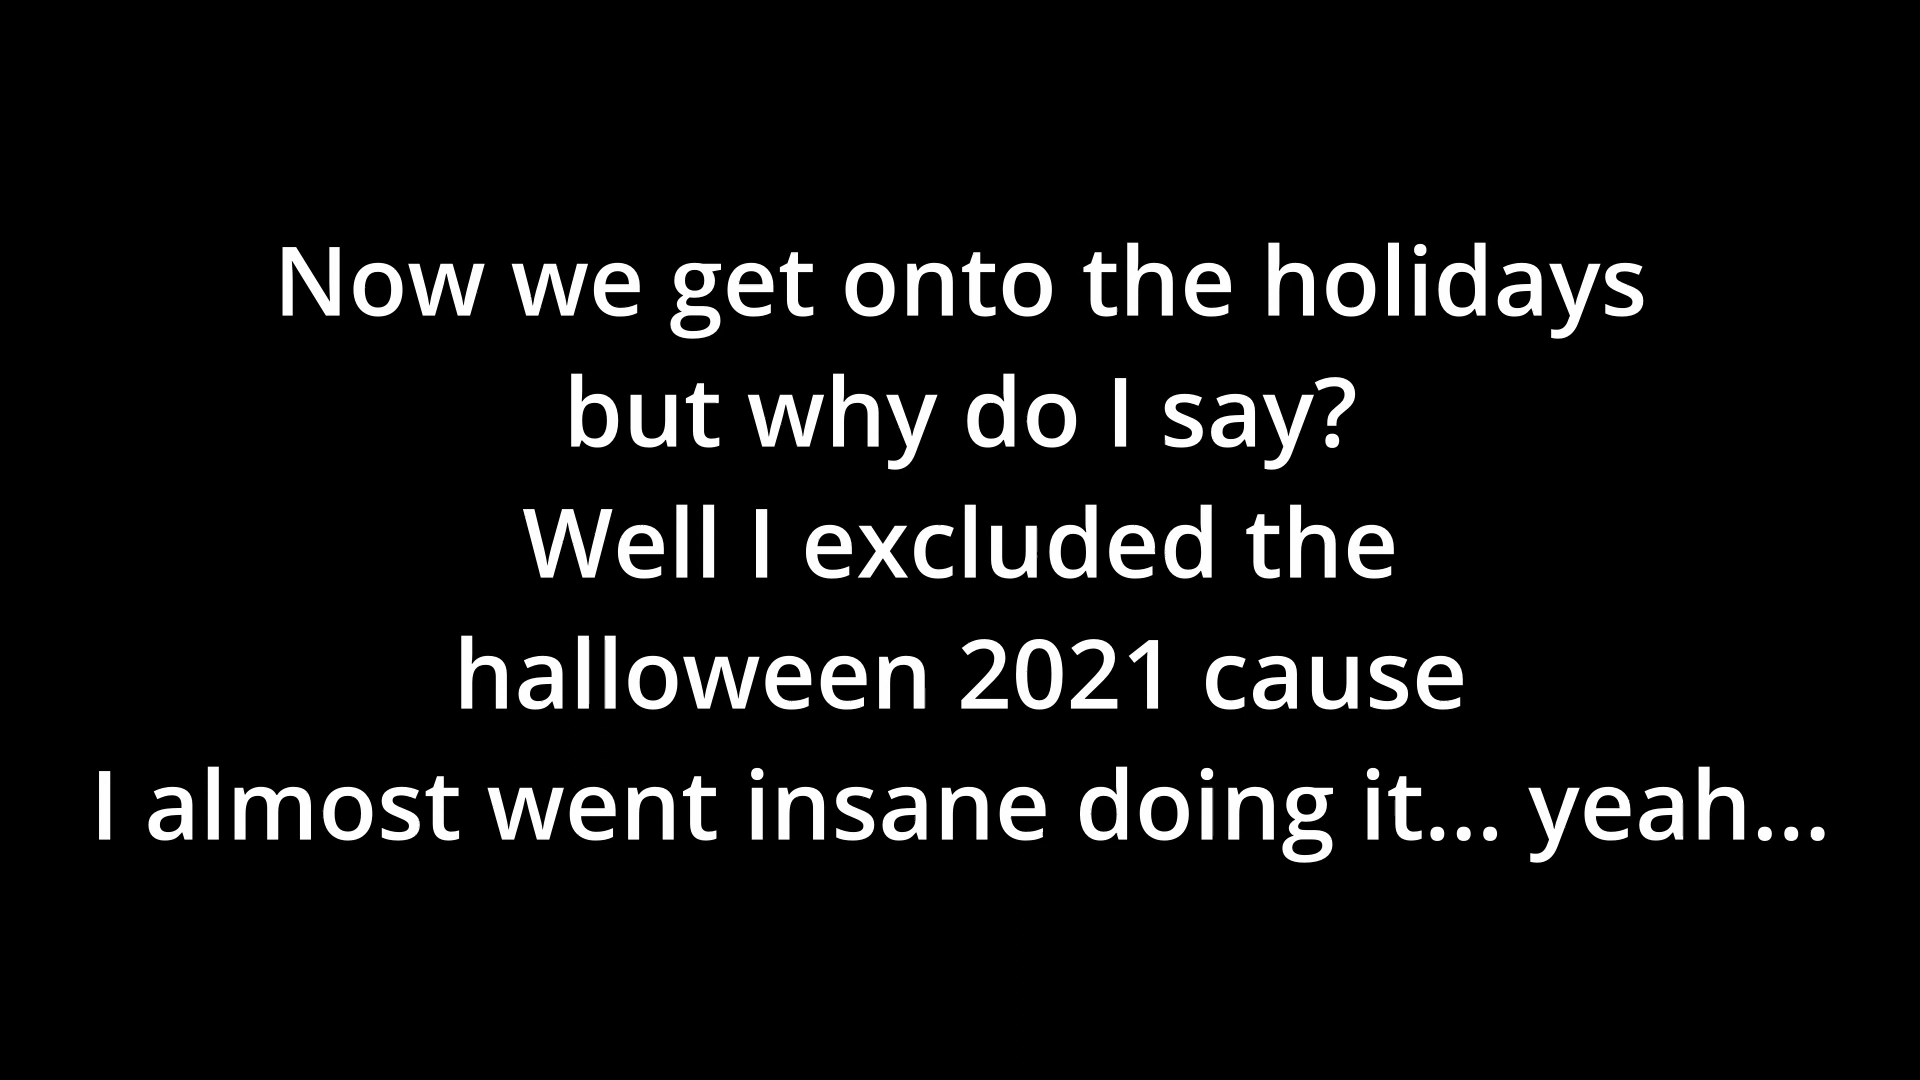 Now we get onto the holidays
but why do I say?
Well I excluded the
halloween 2021 cause
I almost went insane doing it... yeah...